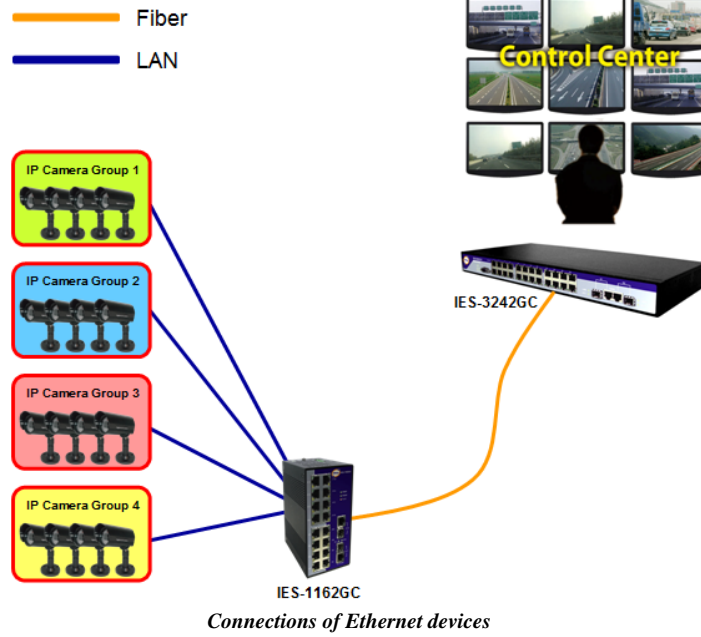 Fiber
LAN
Control Center
IP Camera Group 1
IP Camera Group 2
IP Camera Group 3
IP Camera Group 4
IES-3242GC
IES-1162GC
Connections of Ethernet devices